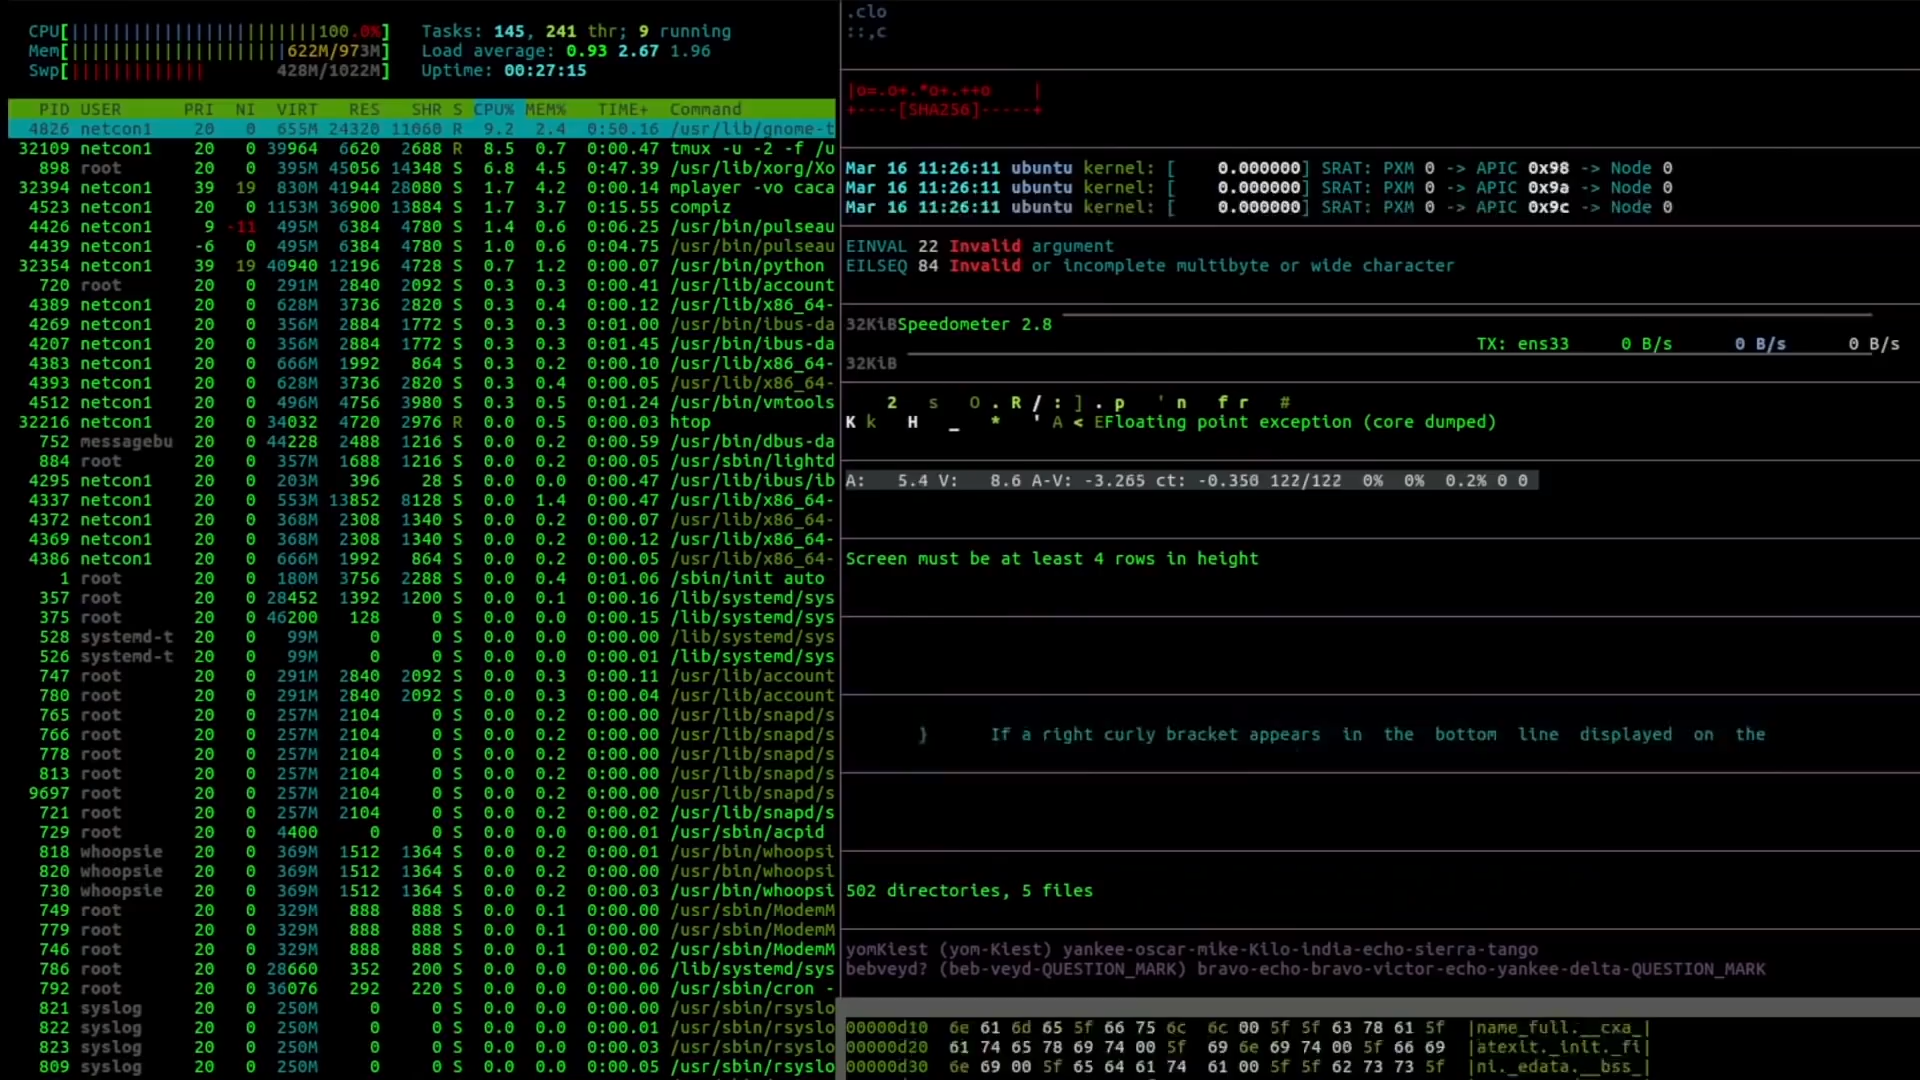 CPU[||||||||||||||||||||||||100.0%]
Mem[|||||||||||||||||||||622M/973M]
Swp[||||||||||||| 428M/1022M]
Tasks: 145, 241 thr; 9 running
Load average: 0.93 2.67 1.96
Uptime: 00:27:15
PID USER PRI NI VIRT RES SHR S CPU% MEM% TIME+ Command
4826 netcon1 20 0 655M 24320 11060 R 9.2 2.4 0:50.16 /usr/lib/gnome-t
32109 netcon1 20 0 39964 6620 2688 R 8.5 0.7 0:00.47 tmux -u -2 -f /u
898 root 20 0 395M 45056 14348 S 6.8 4.5 0:47.39 /usr/lib/xorg/Xo
32394 netcon1 39 19 830M 41944 28080 S 1.7 4.2 0:00.14 mplayer -vo caca
4523 netcon1 20 0 1153M 36900 13884 S 1.7 3.7 0:15.55 compiz
4426 netcon1 9 -11 495M 6384 4780 S 1.4 0.6 0:06.25 /usr/bin/pulseau
4439 netcon1 -6 0 495M 6384 4780 S 1.0 0.6 0:04.75 /usr/bin/pulseau
32354 netcon1 39 19 40940 12196 4728 S 0.7 1.2 0:00.07 /usr/bin/python
720 root 20 0 291M 2840 2092 S 0.3 0.3 0:00.41 /usr/lib/account
4389 netcon1 20 0 628M 3736 2820 S 0.3 0.4 0:00.12 /usr/lib/x86_64-
4269 netcon1 20 0 356M 2884 1772 S 0.3 0.3 0:01.00 /usr/bin/ibus-da
4207 netcon1 20 0 356M 2884 1772 S 0.3 0.3 0:01.45 /usr/bin/ibus-da
4383 netcon1 20 0 666M 1992 864 S 0.3 0.2 0:00.10 /usr/lib/x86_64-
4393 netcon1 20 0 628M 3736 2820 S 0.3 0.4 0:00.05 /usr/lib/x86_64-
4512 netcon1 20 0 496M 4756 3980 S 0.3 0.5 0:01.24 /usr/bin/vmtools
32216 netcon1 20 0 34032 4720 2976 R 0.0 0.5 0:00.03 htop
752 messagebu 20 0 44228 2488 1216 S 0.0 0.2 0:00.59 /usr/bin/dbus-da
884 root 20 0 357M 1688 1216 S 0.0 0.2 0:00.05 /usr/sbin/lightd
4295 netcon1 20 0 203M 396 28 S 0.0 0.0 0:00.47 /usr/lib/ibus/ib
4337 netcon1 20 0 553M 13852 8128 S 0.0 1.4 0:00.47 /usr/lib/x86_64-
4372 netcon1 20 0 368M 2308 1340 S 0.0 0.2 0:00.07 /usr/lib/x86_64-
4369 netcon1 20 0 368M 2308 1340 S 0.0 0.2 0:00.12 /usr/lib/x86_64-
4386 netcon1 20 0 666M 1992 864 S 0.0 0.2 0:00.05 /usr/lib/x86_64-
1 root 20 0 180M 3756 2288 S 0.0 0.4 0:01.06 /sbin/init auto
357 root 20 0 28452 1392 1200 S 0.0 0.1 0:00.16 /lib/systemd/sys
375 root 20 0 46200 128 0 S 0.0 0.0 0:00.15 /lib/systemd/sys
528 systemd-t 20 0 99M 0 0 S 0.0 0.0 0:00.00 /lib/systemd/sys
526 systemd-t 20 0 99M 0 0 S 0.0 0.0 0:00.01 /lib/systemd/sys
747 root 20 0 291M 2840 2092 S 0.0 0.3 0:00.11 /usr/lib/account
780 root 20 0 291M 2840 2092 S 0.0 0.3 0:00.04 /usr/lib/account
765 root 20 0 257M 2104 0 S 0.0 0.2 0:00.00 /usr/lib/snapd/s
766 root 20 0 257M 2104 0 S 0.0 0.2 0:00.00 /usr/lib/snapd/s
778 root 20 0 257M 2104 0 S 0.0 0.2 0:00.00 /usr/lib/snapd/s
813 root 20 0 257M 2104 0 S 0.0 0.2 0:00.00 /usr/lib/snapd/s
9697 root 20 0 257M 2104 0 S 0.0 0.2 0:00.00 /usr/lib/snapd/s
721 root 20 0 257M 2104 0 S 0.0 0.2 0:00.02 /usr/lib/snapd/s
729 root 20 0 4400 0 0 S 0.0 0.0 0:00.01 /usr/sbin/acpid
818 whoopsie 20 0 369M 1512 1364 S 0.0 0.2 0:00.01 /usr/bin/whoopsi
820 whoopsie 20 0 369M 1512 1364 S 0.0 0.2 0:00.00 /usr/bin/whoopsi
730 whoopsie 20 0 369M 1512 1364 S 0.0 0.2 0:00.03 /usr/bin/whoopsi
749 root 20 0 329M 888 888 S 0.0 0.1 0:00.00 /usr/sbin/ModemM
779 root 20 0 329M 888 888 S 0.0 0.1 0:00.00 /usr/sbin/ModemM
746 root 20 0 329M 888 888 S 0.0 0.1 0:00.02 /usr/sbin/ModemM
786 root 20 0 28660 352 200 S 0.0 0.0 0:00.06 /lib/systemd/sys
792 root 20 0 36076 292 220 S 0.0 0.0 0:00.00 /usr/sbin/cron -
821 syslog 20 0 250M 0 0 S 0.0 0.0 0:00.00 /usr/sbin/rsyslo
822 syslog 20 0 250M 0 0 S 0.0 0.0 0:00.01 /usr/sbin/rsyslo
823 syslog 20 0 250M 0 0 S 0.0 0.0 0:00.03 /usr/sbin/rsyslo
809 syslog 20 0 250M 0 0 S 0.0 0.0 0:00.05 /usr/sbin/rsyslo
.clo
::,c
|o=.o+.*o+.++o |
+----[SHA256]-----+
Mar 16 11:26:11 ubuntu kernel: [ 0.000000] SRAT: PXM 0 -> APIC 0x98 -> Node 0
Mar 16 11:26:11 ubuntu kernel: [ 0.000000] SRAT: PXM 0 -> APIC 0x9a -> Node 0
Mar 16 11:26:11 ubuntu kernel: [ 0.000000] SRAT: PXM 0 -> APIC 0x9c -> Node 0
EINVAL 22 Invalid argument
EILSEQ 84 Invalid or incomplete multibyte or wide character
32KiBSpeedometer 2.8
TX: ens33 0 B/s 0 B/s 0 B/s
32KiB
2 s O . R / : ] . p ' n f r #
K k H _ * ' A < EFloating point exception (core dumped)
A: 5.4 V: 8.6 A-V: -3.265 ct: -0.350 122/122 0% 0% 0.2% 0 0
Screen must be at least 4 rows in height
} If a right curly bracket appears in the bottom line displayed on the
502 directories, 5 files
yomKiest (yom-Kiest) yankee-oscar-mike-Kilo-india-echo-sierra-tango
bebveyd? (beb-veyd-QUESTION_MARK) bravo-echo-bravo-victor-echo-yankee-delta-QUESTION_MARK
00000d10 6e 61 6d 65 5f 66 75 6c 6c 00 5f 5f 63 78 61 5f |name_full.__cxa_|
00000d20 61 74 65 78 69 74 00 5f 69 6e 69 74 00 5f 66 69 |atexit._init._fi|
00000d30 6e 69 00 5f 65 64 61 74 61 00 5f 5f 62 73 73 5f |ni._edata.__bss_|